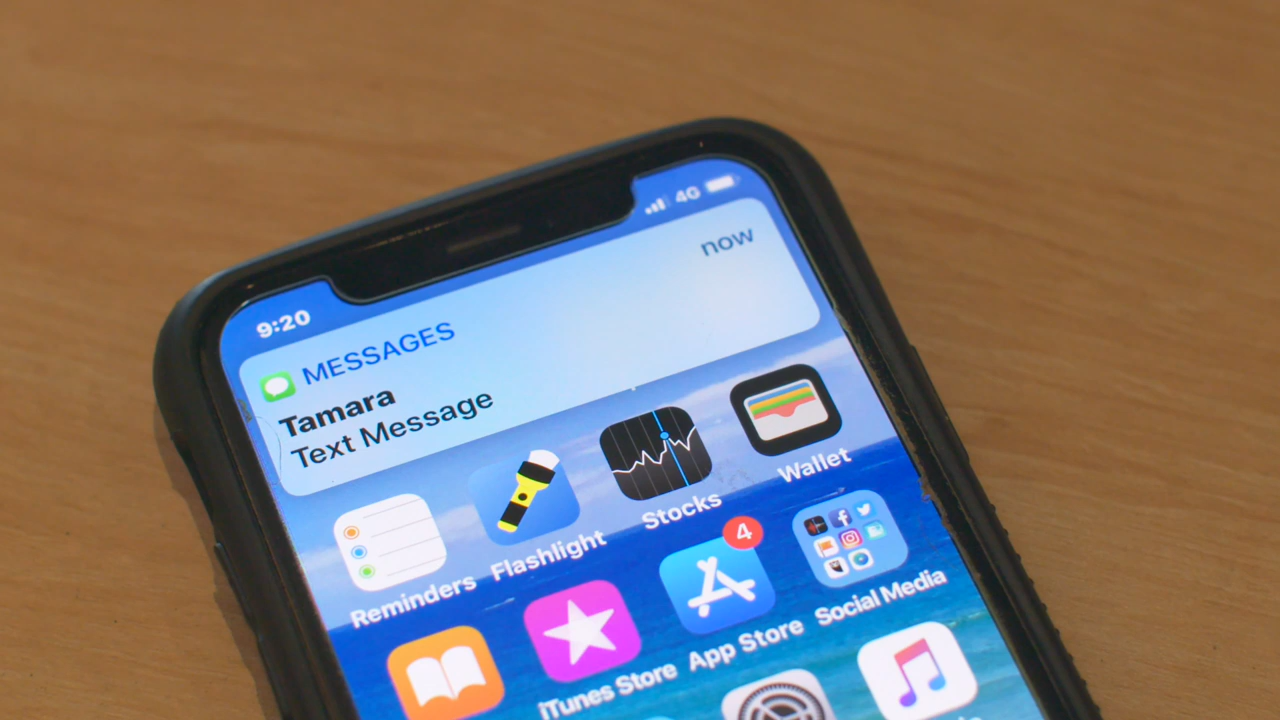 9:20
4G
MESSAGES
now
Tamara
Text Message
Reminders
Flashlight
Stocks
Wallet
iTunes Store
App Store
4
Social Media